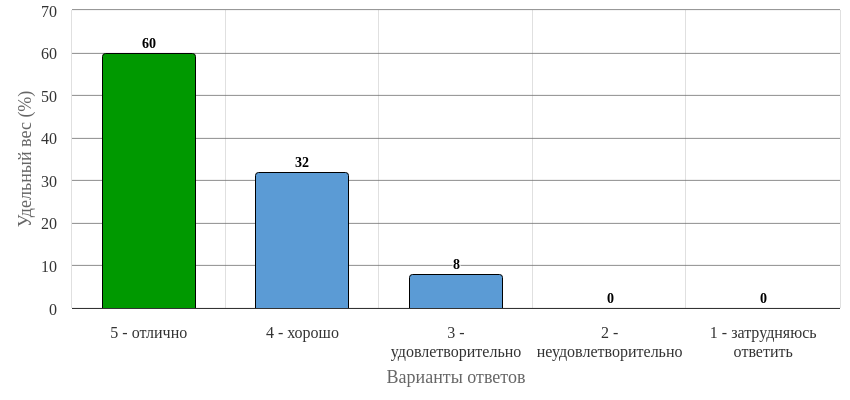 70
60
50
40
30
20
10
0
Удельный вес (%)
60
32
8
0
0
5 - отлично
4 - хорошо
3 -
удовлетворительно
2 -
неудовлетворительно
1 - затрудняюсь
ответить
Варианты ответов